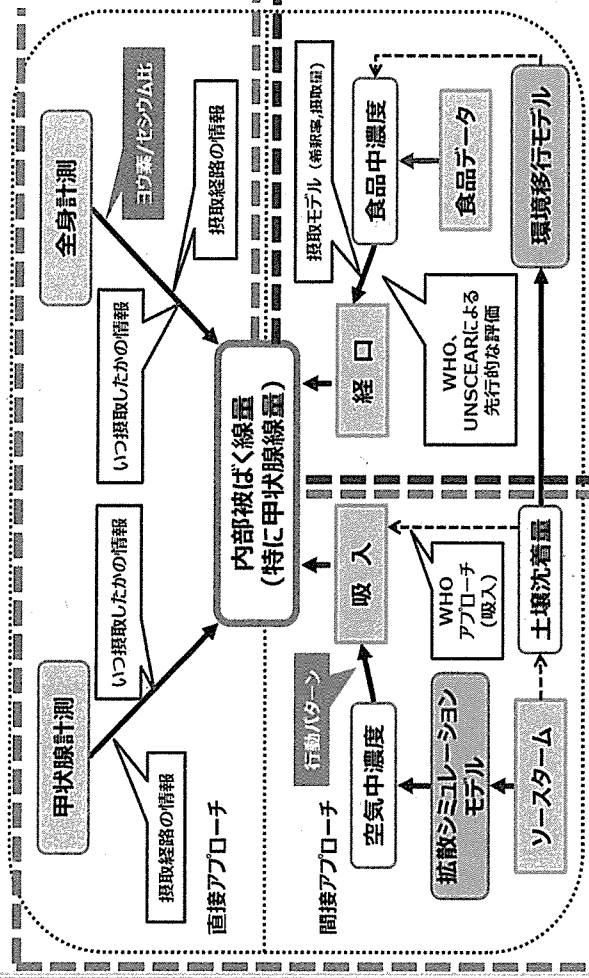 甲状腺計測
全身計測
ヨウ素/セシウム比
いつ摂取したかの情報
いつ摂取したかの情報
摂取経路の情報
摂取経路の情報
直接アプローチ
内部被ばく線量
(特に甲状腺線量)
間接アプローチ
行動パターン
吸入
経口
摂取モデル(希釈率,摂取量)
空気中濃度
食品中濃度
WHO
アプローチ
(吸入)
WHO、
UNSCEARによる
先行的な評価
拡散シミュレーション
モデル
食品データ
ソースターム
土壌沈着量
環境移行モデル